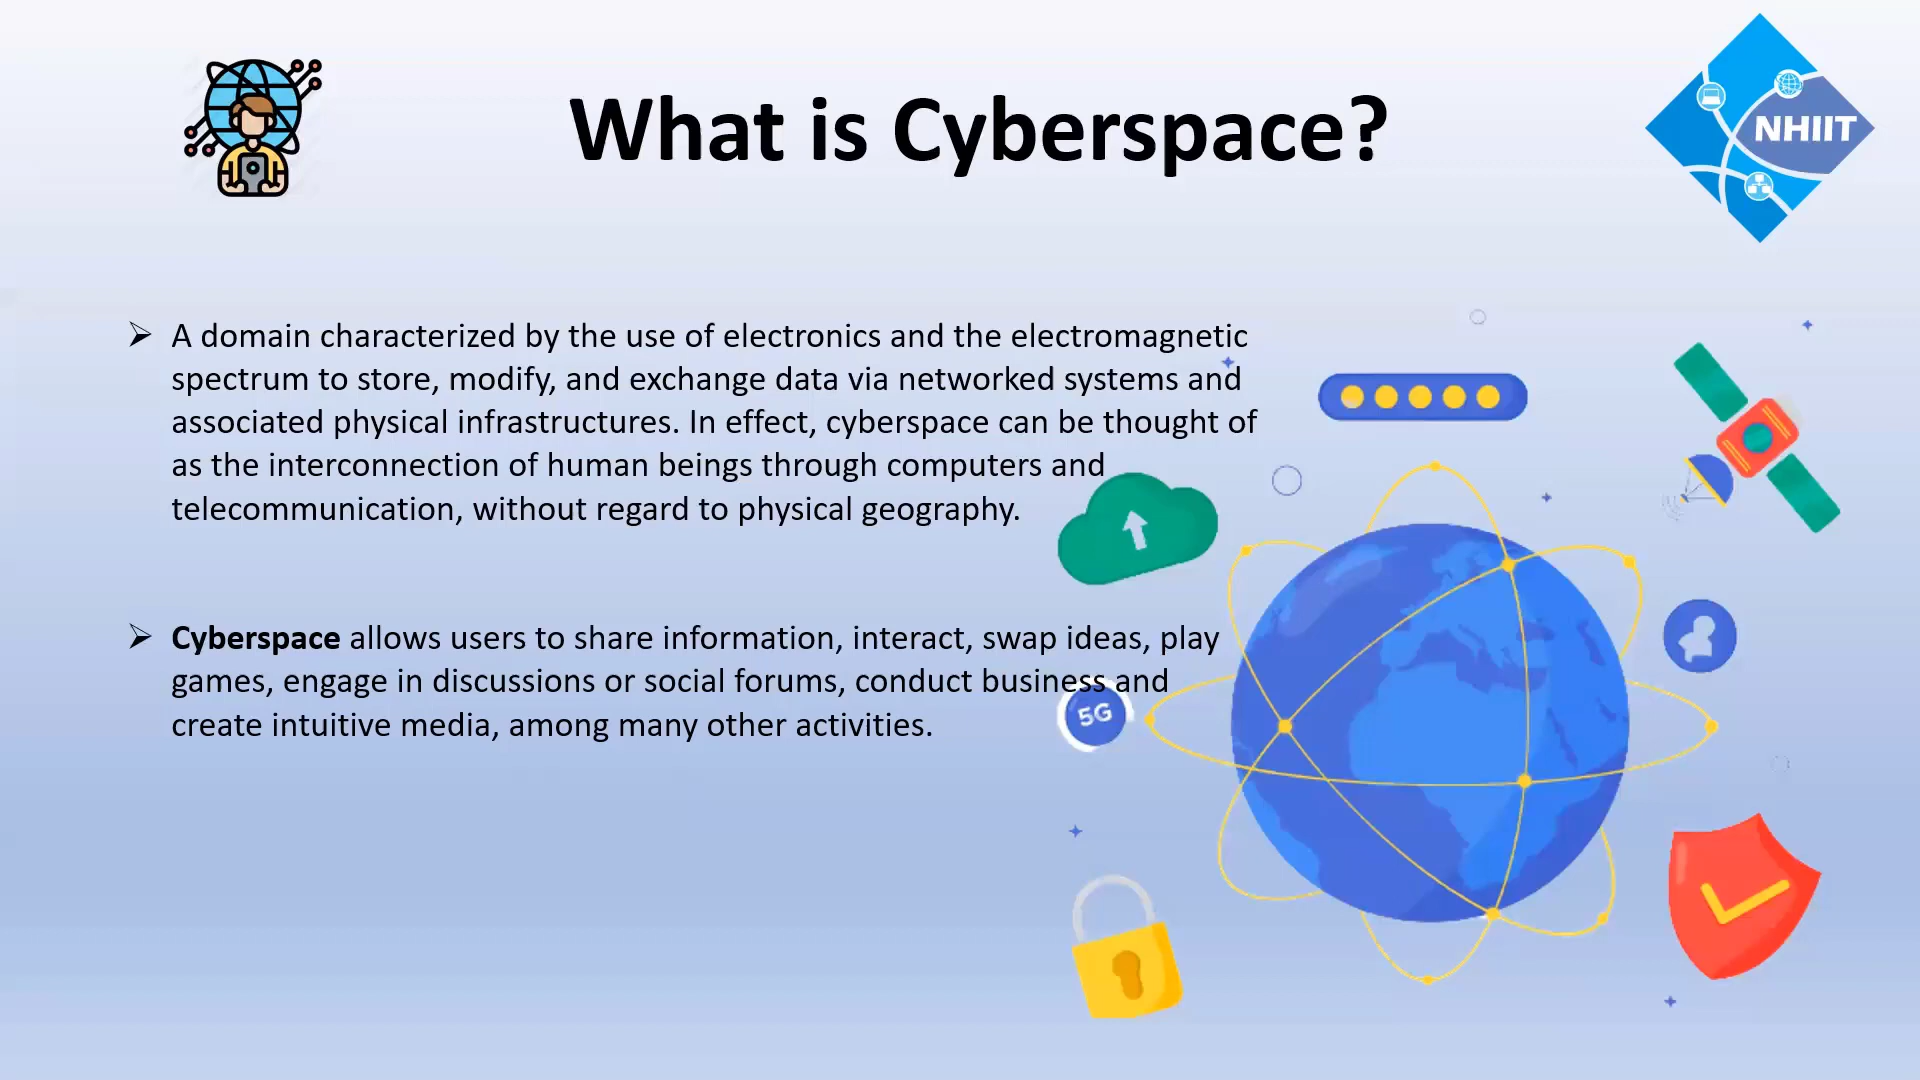 What is Cyberspace?
NHIIT
➢ A domain characterized by the use of electronics and the electromagnetic
spectrum to store, modify, and exchange data via networked systems and
associated physical infrastructures. In effect, cyberspace can be thought of
as the interconnection of human beings through computers and
telecommunication, without regard to physical geography.
➢ Cyberspace allows users to share information, interact, swap ideas, play
games, engage in discussions or social forums, conduct business and
create intuitive media, among many other activities.
5G